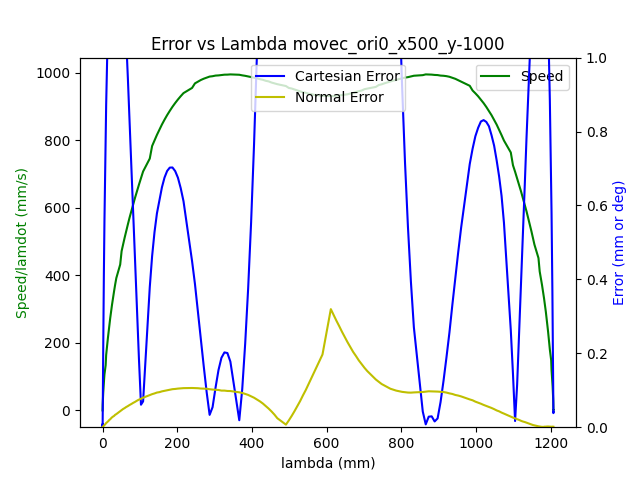 Error vs Lambda movec_ori0_x500_y-1000
Cartesian Error
Normal Error
Speed
Speed/lamdot (mm/s)
1000
800
600
400
200
0
1.0
0.8
0.6
0.4
0.2
0.0
Error (mm or deg)
0 200 400 600 800 1000 1200
lambda (mm)